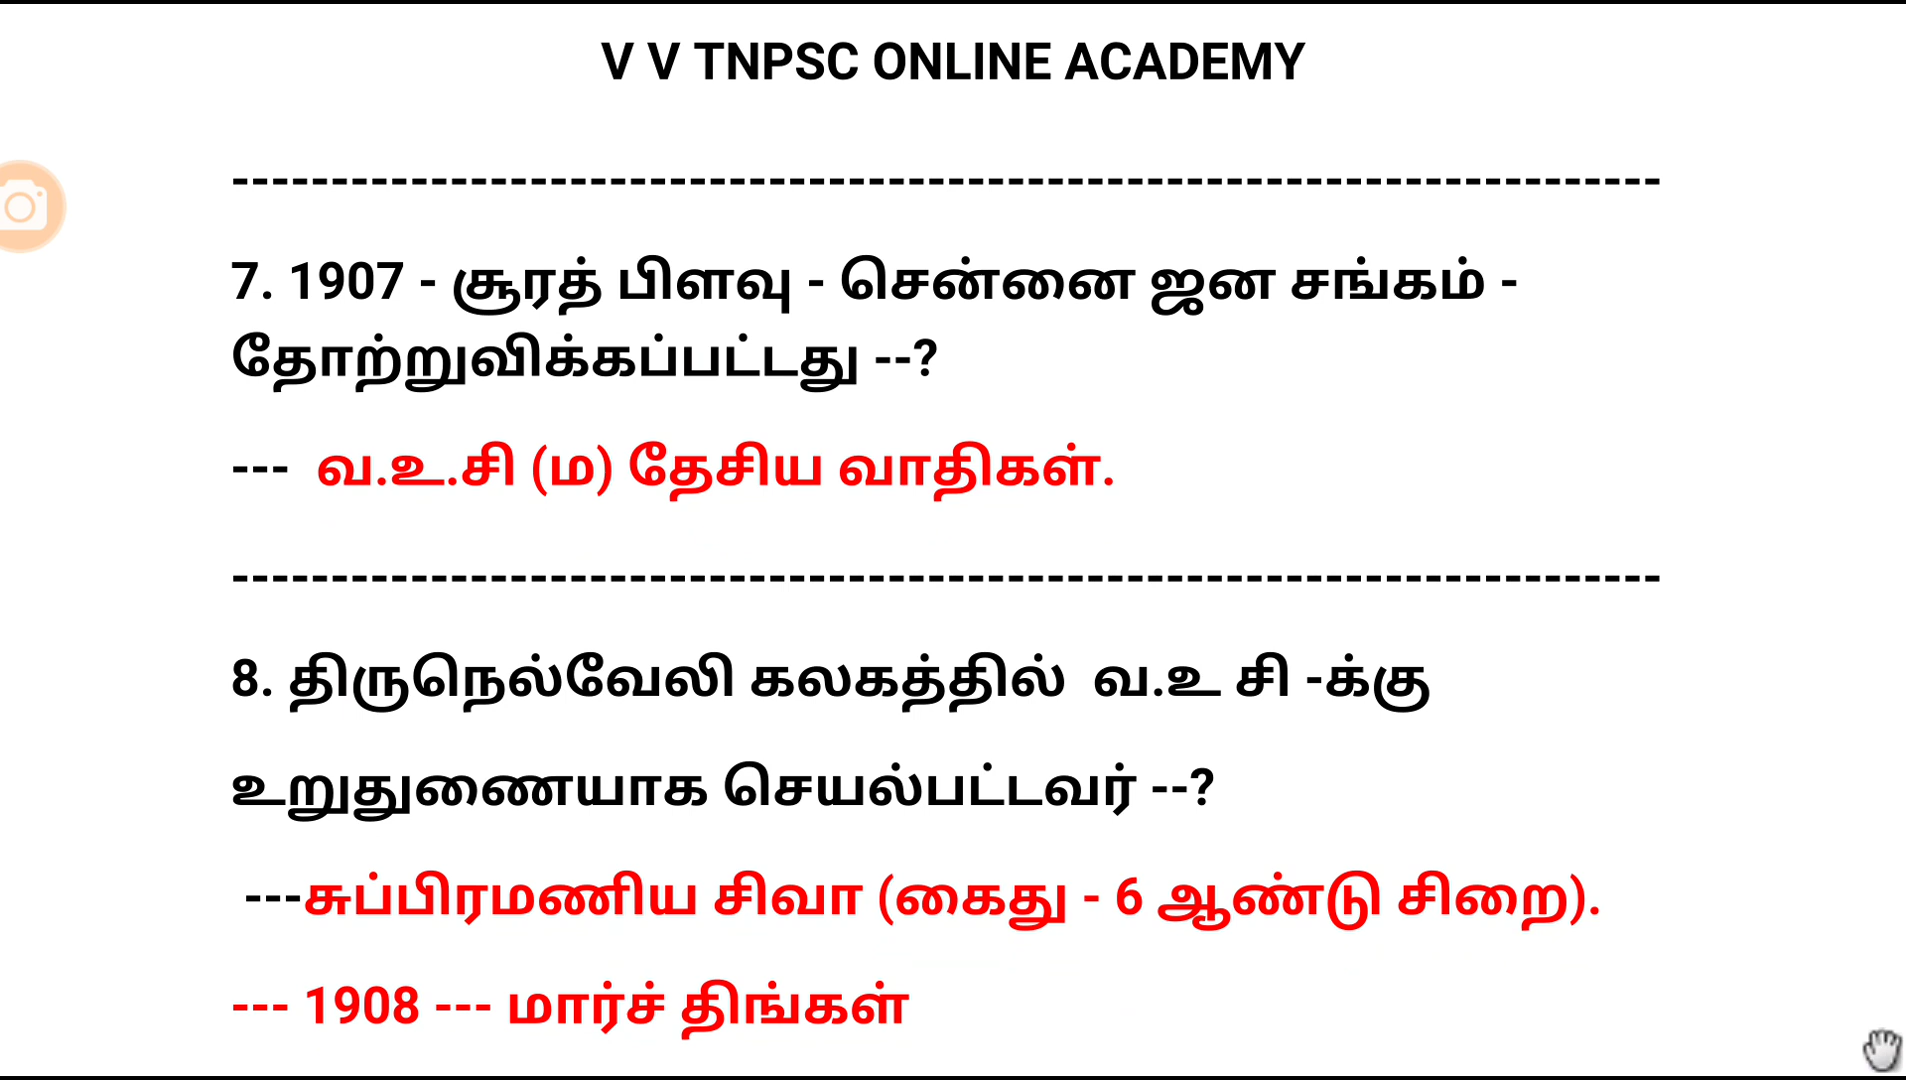 V V TNPSC ONLINE ACADEMY
------------------------------------------------------------------------
7. 1907 - சூரத் பிளவு - சென்னை ஜன சங்கம் -
தோற்றுவிக்கப்பட்டது --?
--- வ.உ.சி (ம) தேசிய வாதிகள்.
------------------------------------------------------------------------
8. திருநெல்வேலி கலகத்தில் வ.உ சி -க்கு
உறுதுணையாக செயல்பட்டவர் --?
---சுப்பிரமணிய சிவா (கைது - 6 ஆண்டு சிறை).
--- 1908 --- மார்ச் திங்கள்